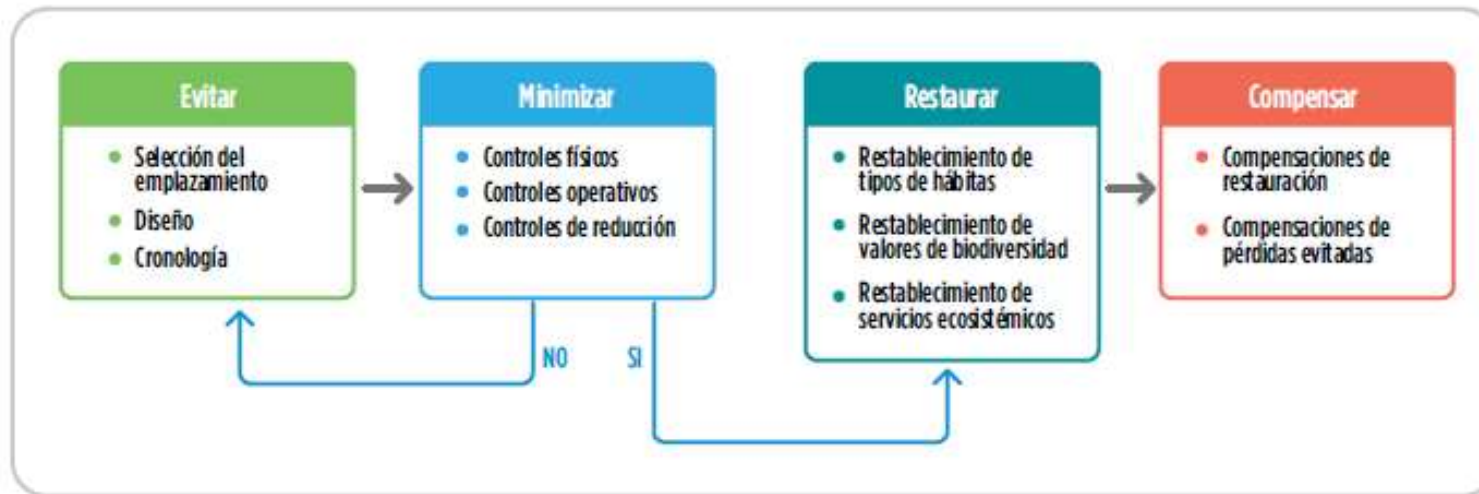 Evitar
Selección del
emplazamiento
Diseño
Cronología
Minimizar
Controles físicos
Controles operativos
Controles de reducción
NO
SI
Restaurar
Restablecimiento de
tipos de hábitas
Restablecimiento de
valores de biodiversidad
Restablecimiento de
servicios ecosistémicos
Compensar
Compensaciones de
restauración
Compensaciones de
pérdidas evitadas